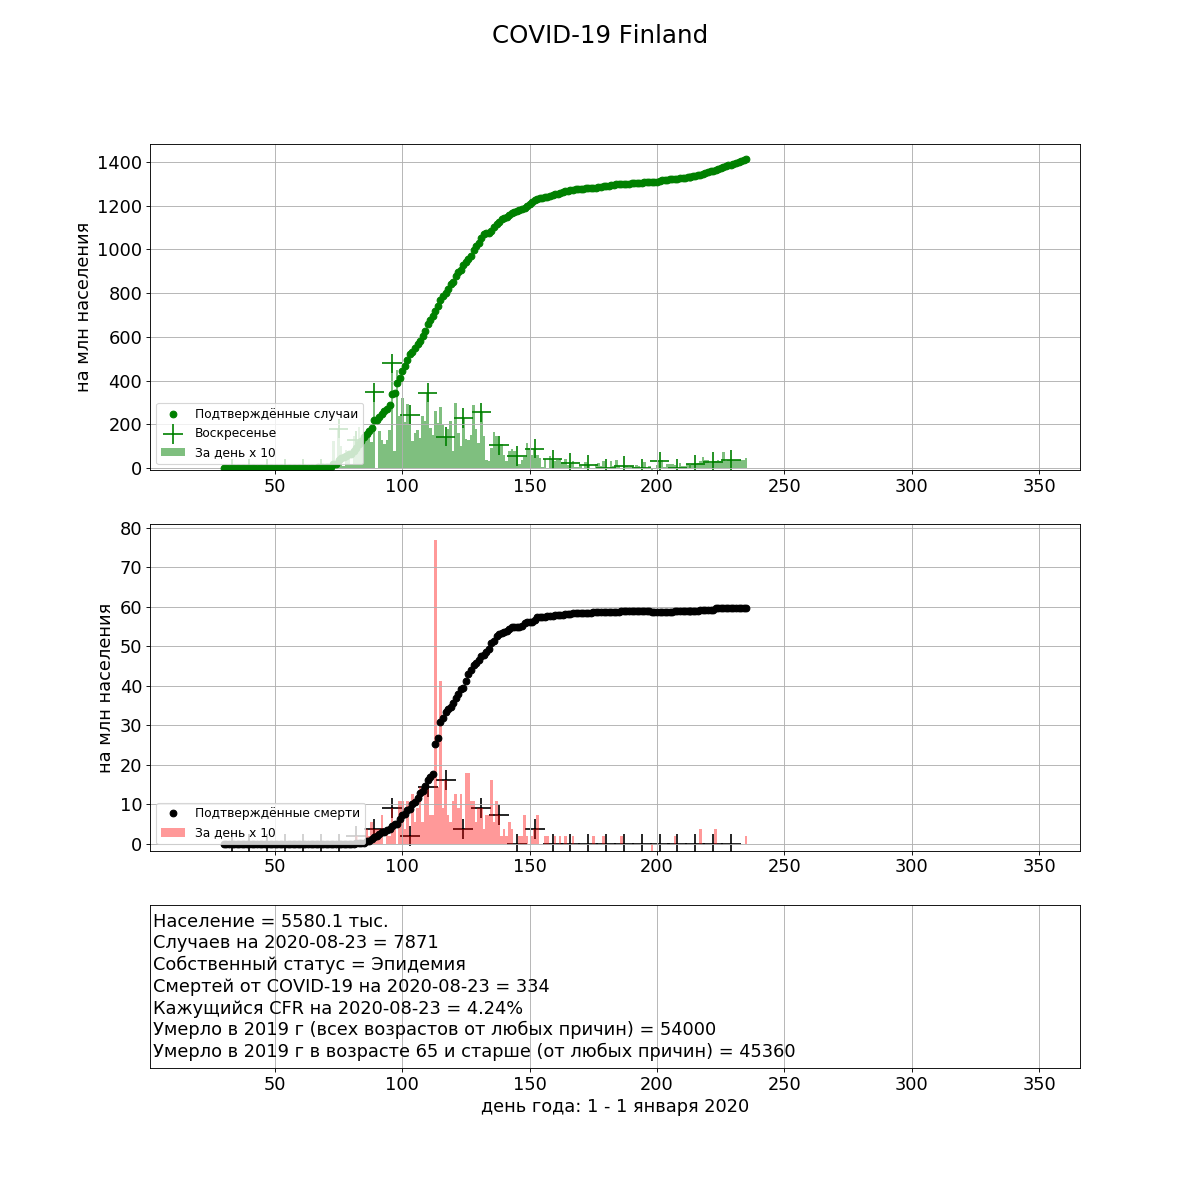 COVID-19 Finland
1400
1200
1000
800
600
400
200
0
на млн населения
Подтверждённые случаи
Воскресенье
За день x 10
50 100 150 200 250 300 350
80
70
60
50
40
30
20
10
0
на млн населения
Подтверждённые смерти
За день x 10
50 100 150 200 250 300 350
Население = 5580.1 тыс.
Случаев на 2020-08-23 = 7871
Собственный статус = Эпидемия
Смертей от COVID-19 на 2020-08-23 = 334
Кажущийся CFR на 2020-08-23 = 4.24%
Умерло в 2019 г (всех возрастов от любых причин) = 54000
Умерло в 2019 г в возрасте 65 и старше (от любых причин) = 45360
50 100 150 200 250 300 350
день года: 1 - 1 января 2020